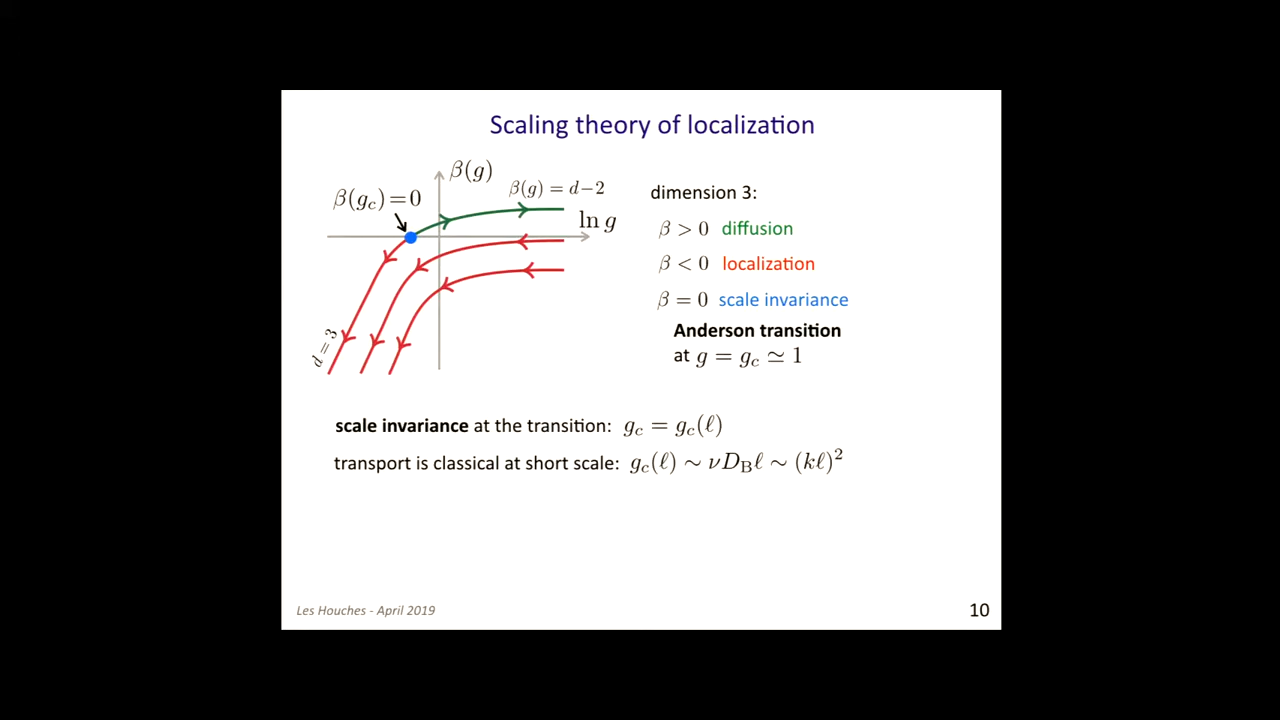 Scaling theory of localization
β(g)
β(g_c)=0
β(g) = d−2
ln g
d = 3
dimension 3:
β > 0 diffusion
β < 0 localization
β = 0 scale invariance
Anderson transition
at g = g_c ≃ 1
scale invariance at the transition: g_c = g_c(ℓ)
transport is classical at short scale: g_c(ℓ) ∼ νD_Bℓ ∼ (kℓ)²
Les Houches - April 2019
10